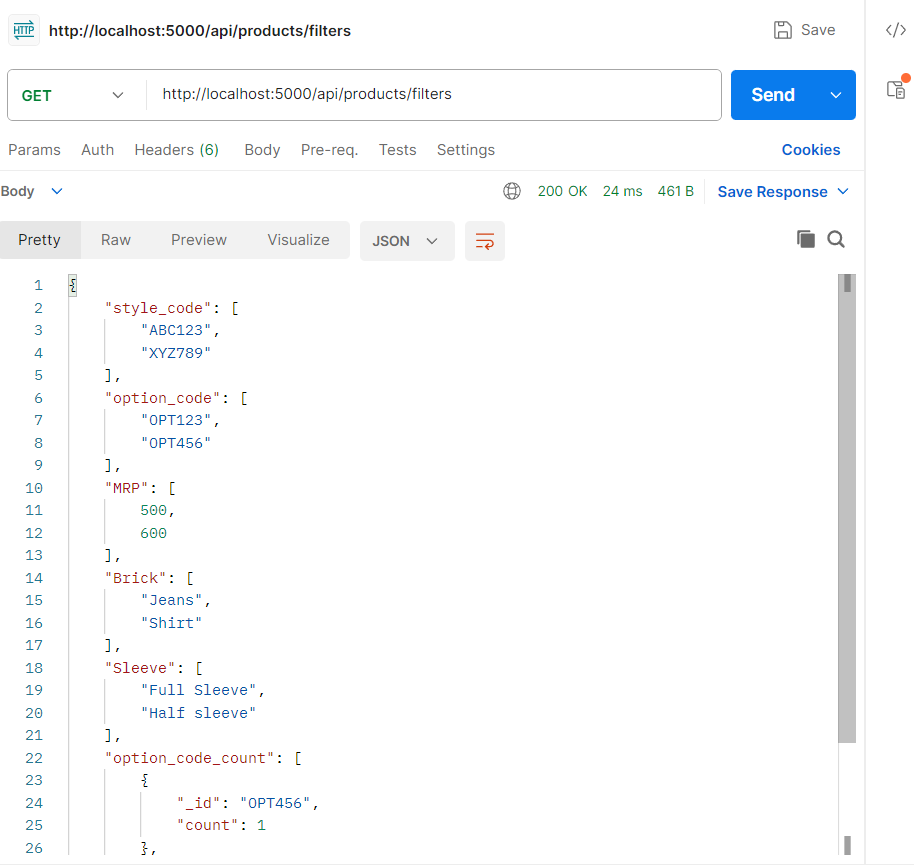 HTTP http://localhost:5000/api/products/filters Save
GET http://localhost:5000/api/products/filters Send
Params Auth Headers (6) Body Pre-req. Tests Settings Cookies
Body 200 OK 24 ms 461 B Save Response
Pretty Raw Preview Visualize JSON
1 {
2 "style_code": [
3 "ABC123",
4 "XYZ789"
5 ],
6 "option_code": [
7 "OPT123",
8 "OPT456"
9 ],
10 "MRP": [
11 500,
12 600
13 ],
14 "Brick": [
15 "Jeans",
16 "Shirt"
17 ],
18 "Sleeve": [
19 "Full Sleeve",
20 "Half sleeve"
21 ],
22 "option_code_count": [
23 {
24 "_id": "OPT456",
25 "count": 1
26 },